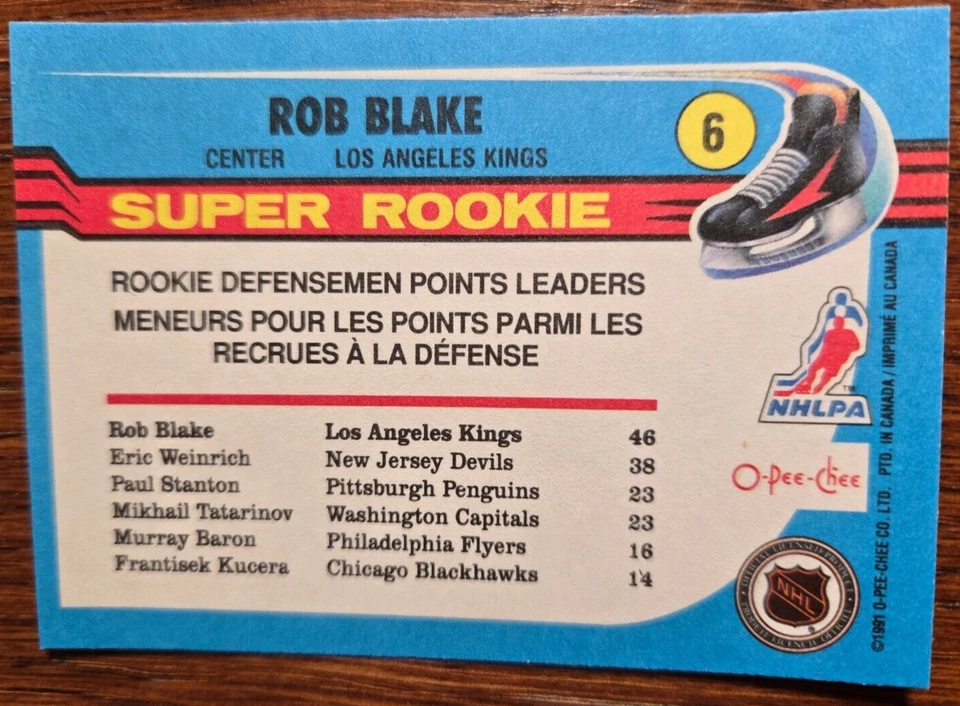 ROB BLAKE
6
CENTER LOS ANGELES KINGS
SUPER ROOKIE
ROOKIE DEFENSEMEN POINTS LEADERS
MENEURS POUR LES POINTS PARMI LES
RECRUES À LA DÉFENSE
Rob Blake Los Angeles Kings 46
Eric Weinrich New Jersey Devils 38
Paul Stanton Pittsburgh Penguins 23
Mikhail Tatarinov Washington Capitals 23
Murray Baron Philadelphia Flyers 16
Frantisek Kucera Chicago Blackhawks 14
TM
NHLPA
O-PEE-CHEE
NHL
®
©1991 O-PEE-CHEE CO. LTD. PTD. IN CANADA / IMPRIMÉ AU CANADA